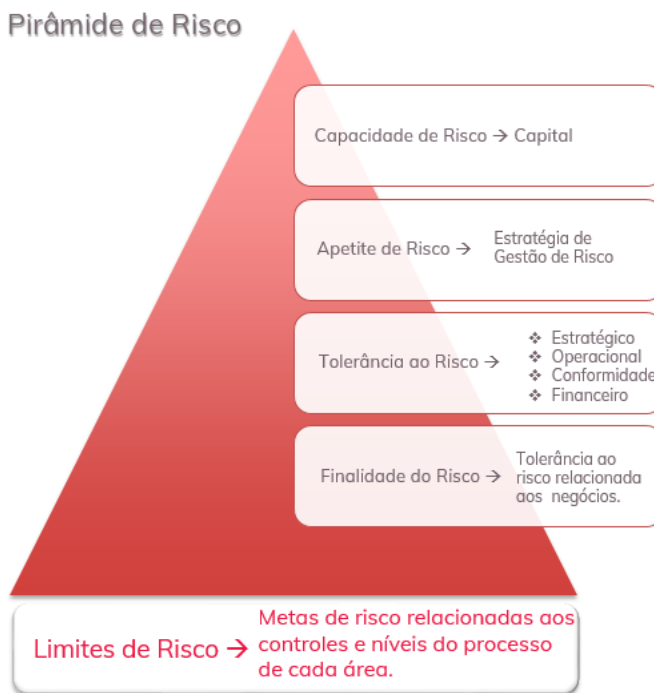 Pirâmide de Risco
Capacidade de Risco → Capital
Apetite de Risco → Estratégia de
Gestão de Risco
Tolerância ao Risco →
❖ Estratégico
❖ Operacional
❖ Conformidade
❖ Financeiro
Finalidade do Risco → Tolerância ao
risco relacionada
aos negócios.
Limites de Risco → Metas de risco relacionadas aos
controles e níveis do processo
de cada área.